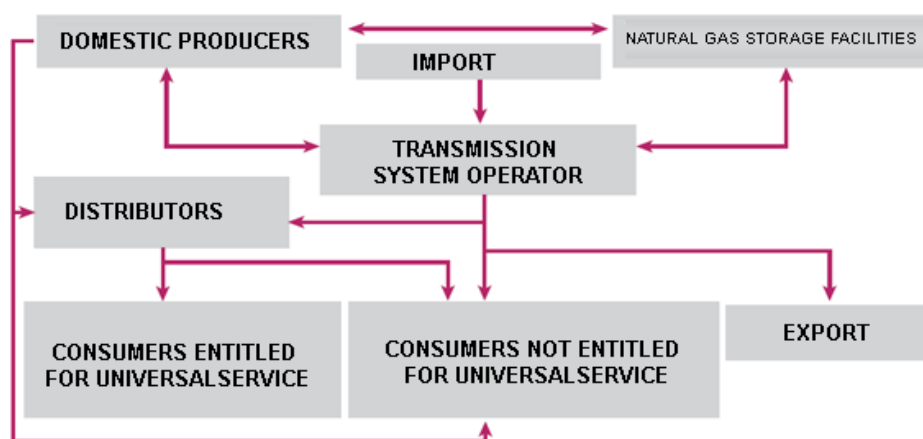 DOMESTIC PRODUCERS
NATURAL GAS STORAGE FACILITIES
IMPORT
TRANSMISSION
SYSTEM OPERATOR
DISTRIBUTORS
CONSUMERS ENTITLED
FOR UNIVERSALSERVICE
CONSUMERS NOT ENTITLED
FOR UNIVERSALSERVICE
EXPORT